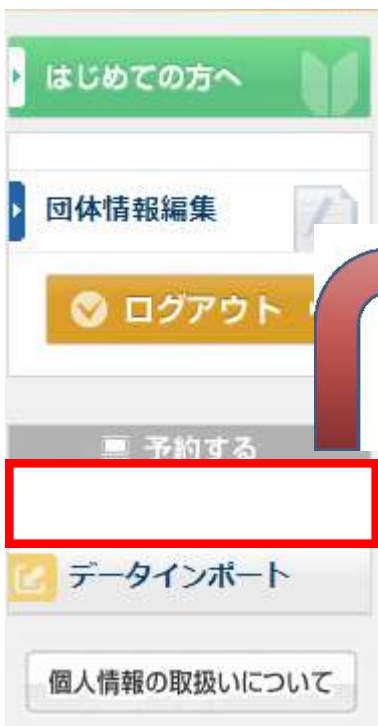 はじめての方へ
団体情報編集
ログアウト
予約する
データインポート
個人情報の取扱いについて